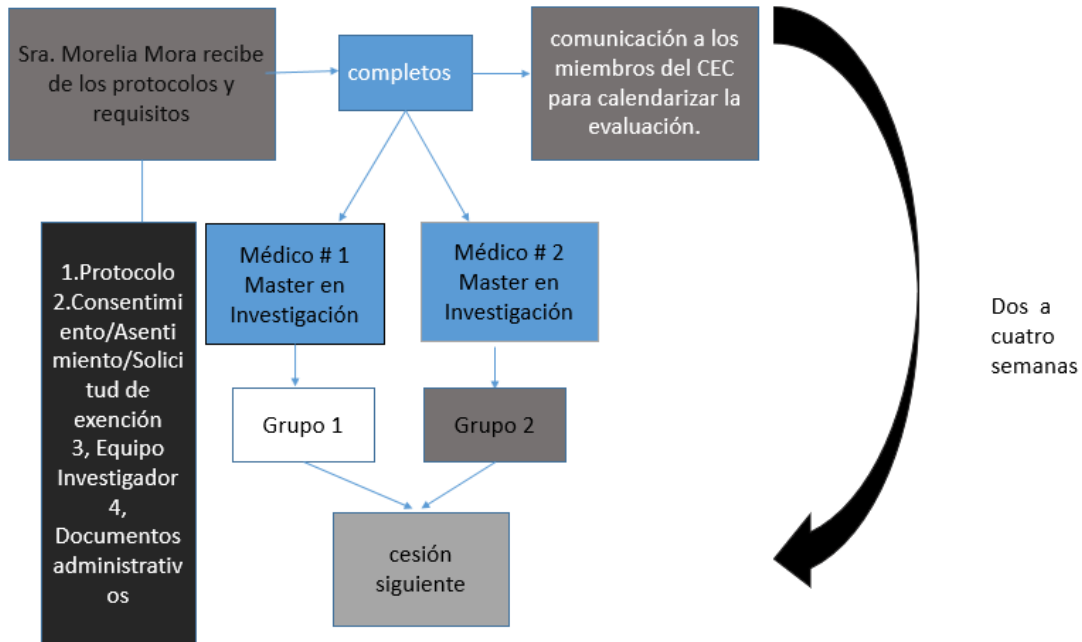 Sra. Morelia Mora recibe
de los protocolos y
requisitos
completos
comunicación a los
miembros del CEC
para calendarizar la
evaluación.
1.Protocolo
2.Consentimi
ento/Asenti
miento/Solici
tud de
exención
3, Equipo
Investigador
4,
Documentos
administrativ
os
Médico # 1
Master en
Investigación
Médico # 2
Master en
Investigación
Grupo 1
Grupo 2
cesión
siguiente
Dos a
cuatro
semanas